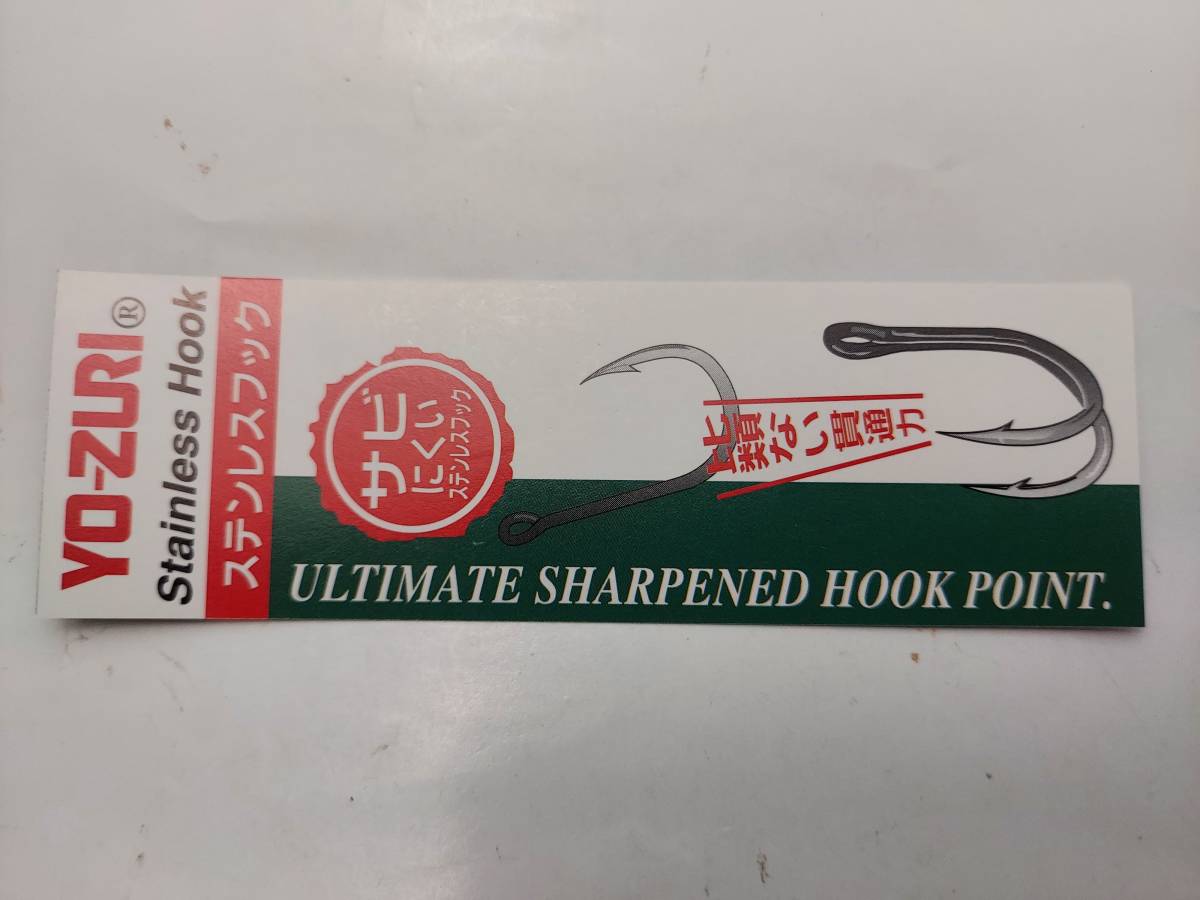 YO-ZURI®
Stainless Hook
ステンレスフック
サビ
にくい
ステンレスフック
比類ない貫通力
ULTIMATE SHARPENED HOOK POINT.